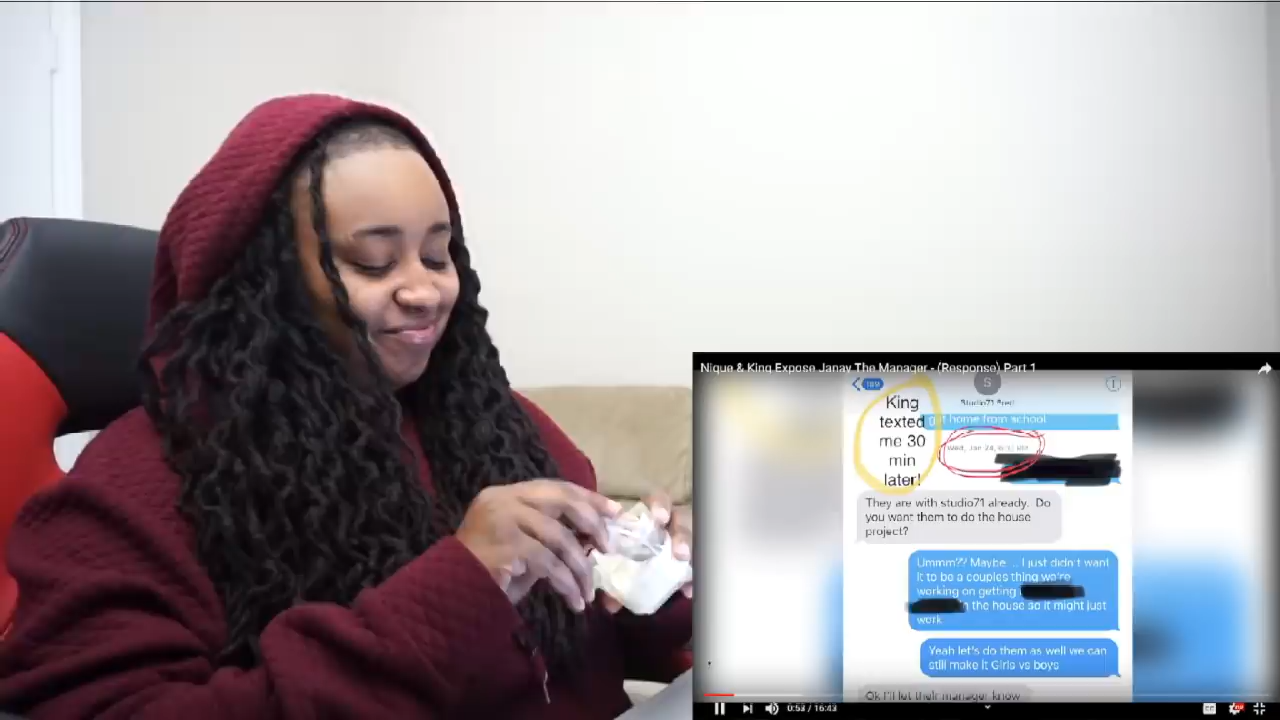 Nique & King Expose Janay The Manager - (Response) Part 1
189
S
i
King
texted
me 30
min
later!
home from school
They are with studio71 already. Do
you want them to do the house
project?
Ummm?? Maybe... I just didn't want
it to be a couples thing we're
working on getting
in the house so it might just
work
Yeah let's do them as well we can
still make it Girls vs boys
Ok I'll let their manager know
0:53 / 16:43